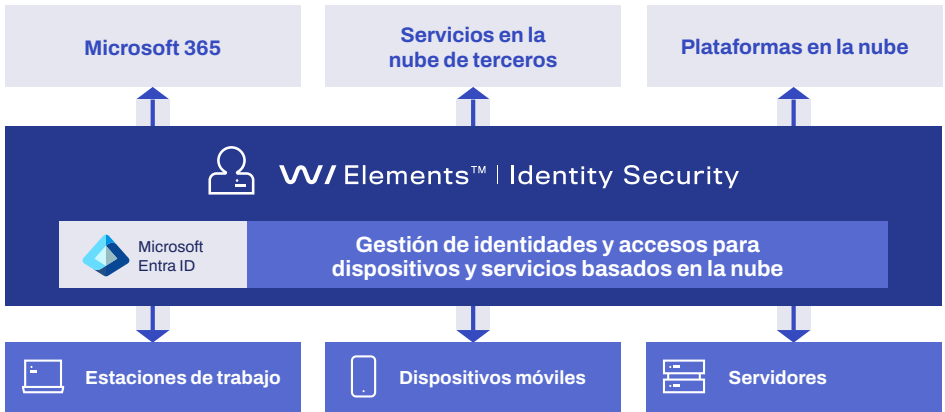 Microsoft 365
Servicios en la
nube de terceros
Plataformas en la nube
W/ Elements™ | Identity Security
Microsoft
Entra ID
Gestión de identidades y accesos para
dispositivos y servicios basados en la nube
Estaciones de trabajo
Dispositivos móviles
Servidores